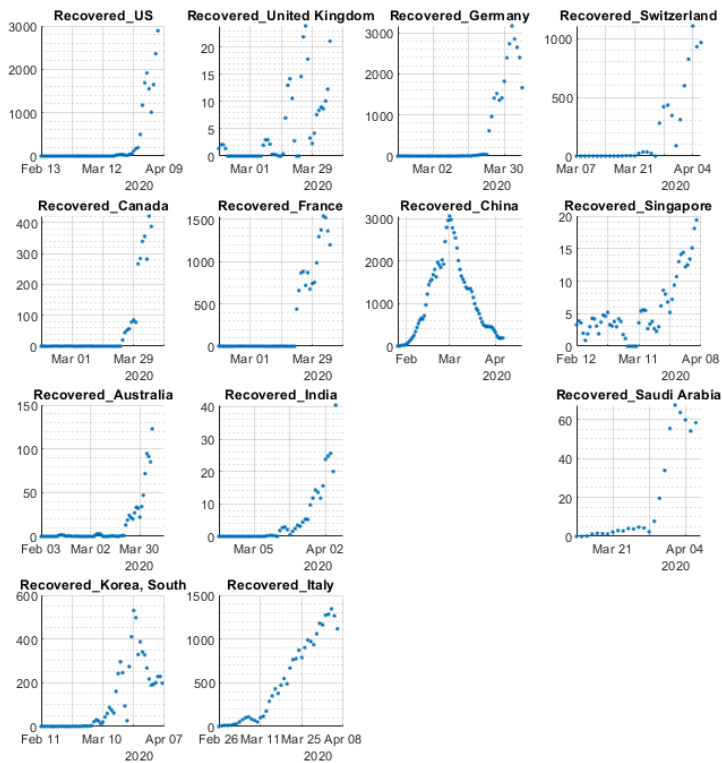 Recovered_US
3000
2000
1000
0
Feb 13 Mar 12 Apr 09
2020
Recovered_United Kingdom
20
15
10
5
0
Mar 01 Mar 29
2020
Recovered_Germany
3000
2000
1000
0
Mar 02 Mar 30
2020
Recovered_Switzerland
1000
500
0
Mar 07 Mar 21 Apr 04
2020
Recovered_Canada
400
300
200
100
0
Mar 01 Mar 29
2020
Recovered_France
1500
1000
500
0
Mar 01 Mar 29
2020
Recovered_China
3000
2000
1000
0
Feb Mar Apr
2020
Recovered_Singapore
20
15
10
5
0
Feb 12 Mar 11 Apr 08
2020
Recovered_Australia
150
100
50
0
Feb 03 Mar 02 Mar 30
2020
Recovered_India
40
30
20
10
0
Mar 05 Apr 02
2020
Recovered_Saudi Arabia
60
40
20
0
Mar 21 Apr 04
2020
Recovered_Korea, South
600
400
200
0
Feb 11 Mar 10 Apr 07
2020
Recovered_Italy
1500
1000
500
0
Feb 26 Mar 11 Mar 25 Apr 08
2020